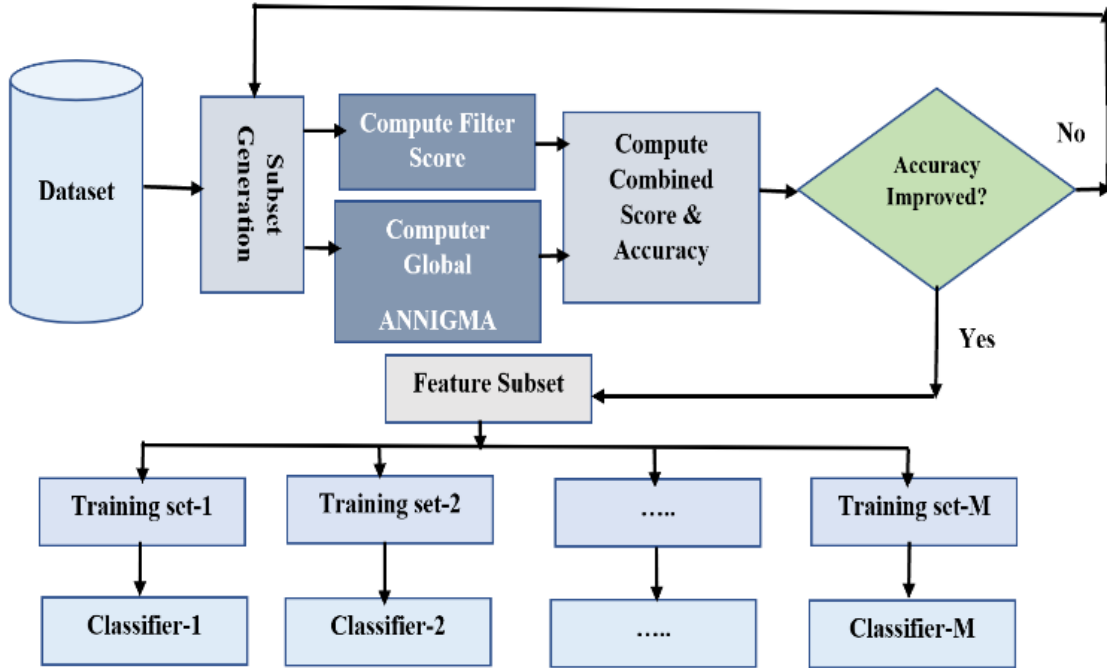 Dataset
Subset
Generation
Compute Filter
Score
Computer
Global
ANNIGMA
Compute
Combined
Score &
Accuracy
Accuracy
Improved?
No
Yes
Feature Subset
Training set-1
Training set-2
…..
Training set-M
Classifier-1
Classifier-2
…..
Classifier-M